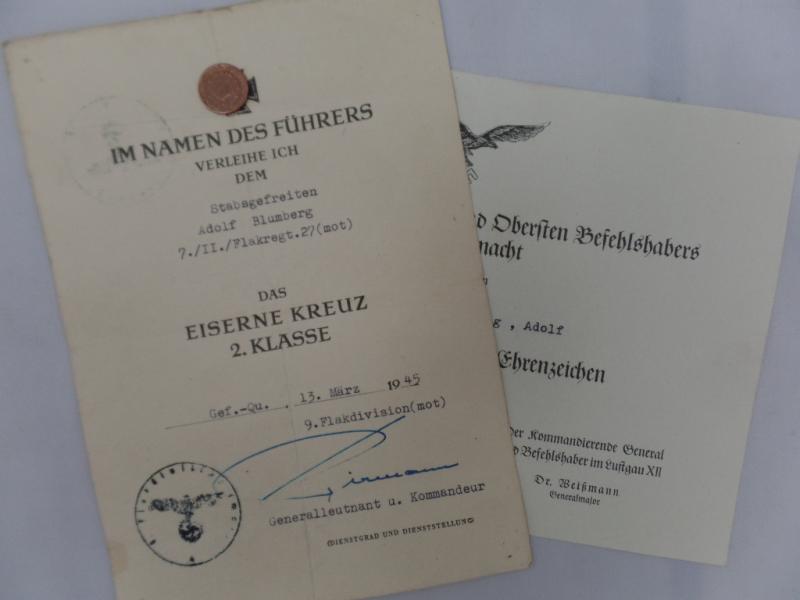 IM NAMEN DES FÜHRERS
VERLEIHE ICH
DEM
Stabsgefreiten
Adolf Blumberg
7./II./Flakregt.27(mot)
DAS
EISERNE KREUZ
2. KLASSE
Gef.-Qu. , 13. März 1945
9.Flakdivision(mot)
Generalleutnant u. Kommandeur
(DIENSTGRAD UND DIENSTSTELLUNG)
d Obersten Befehlshabers
macht
n
g , Adolf
Ehrenzeichen
der Kommandierende General
d Befehlshaber im Luftgau XII
Dr. Weißmann
Generalmajor